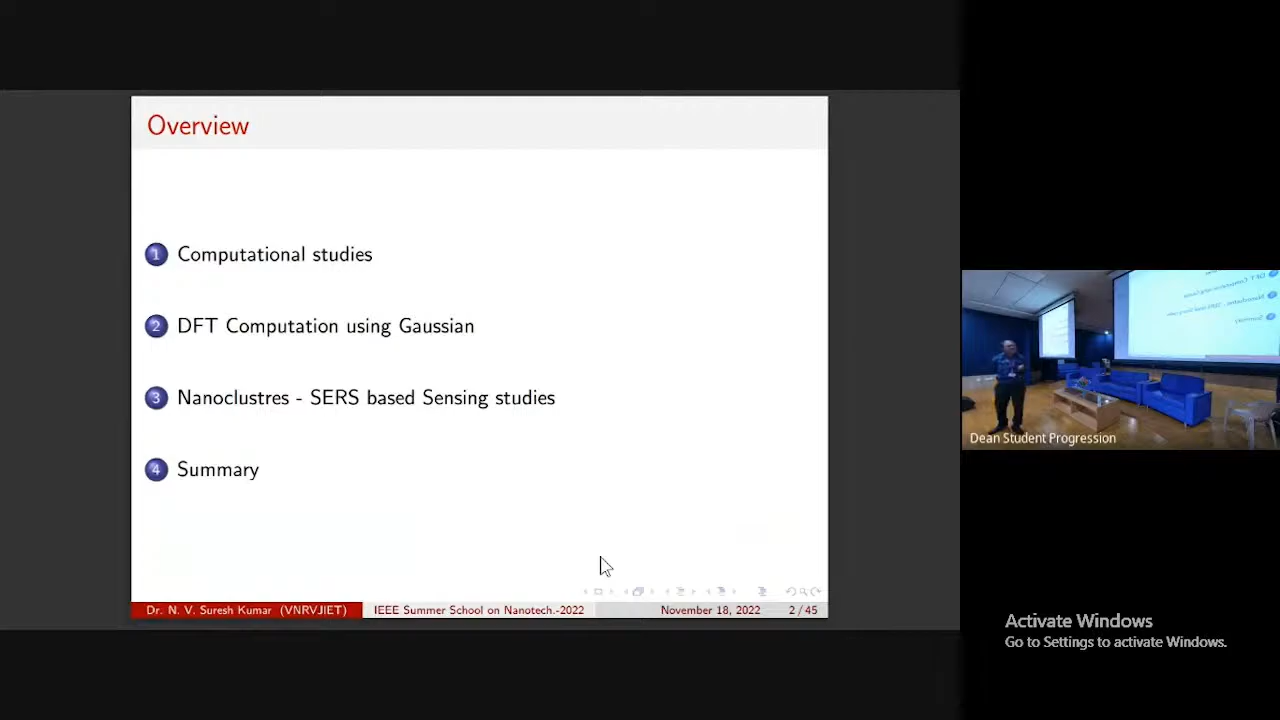 Overview
1 Computational studies
2 DFT Computation using Gaussian
3 Nanoclustres - SERS based Sensing studies
4 Summary
Dr. N. V. Suresh Kumar (VNRVJIET) IEEE Summer School on Nanotech.-2022 November 18, 2022 2 / 45
Dean Student Progression
Activate Windows
Go to Settings to activate Windows.